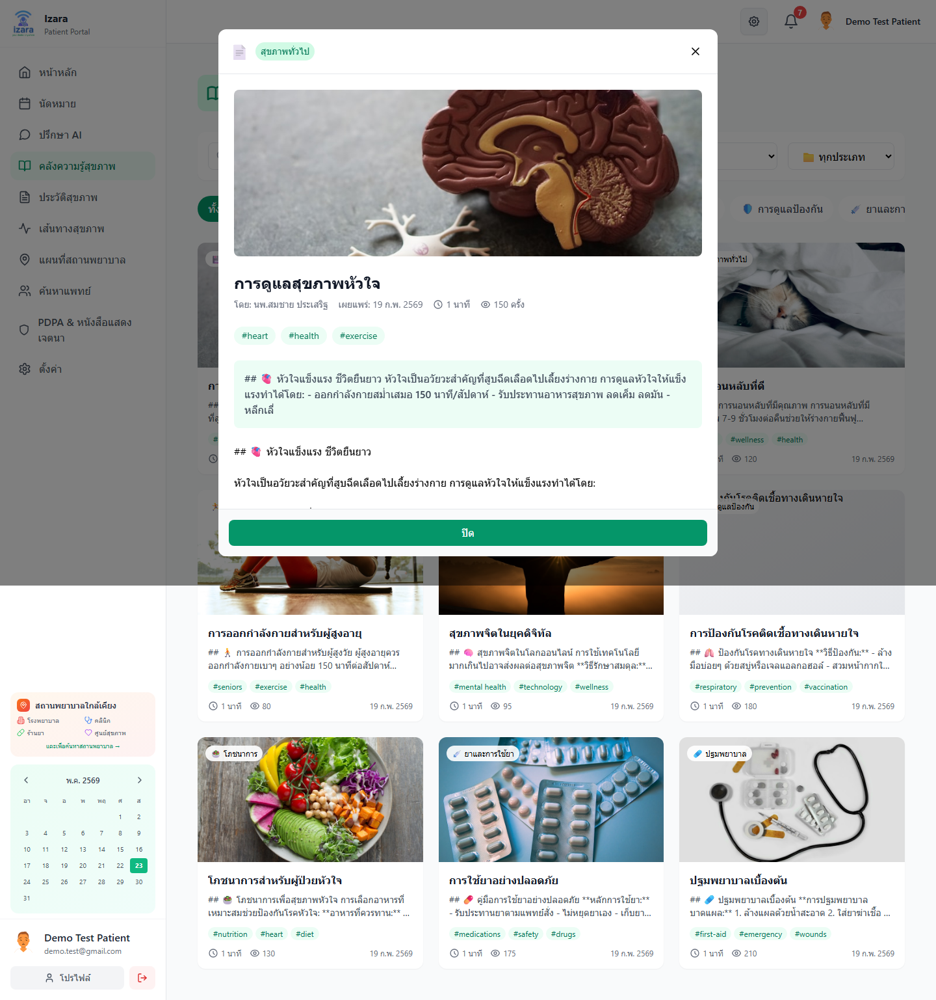 Izara
Patient Portal
หน้าหลัก
นัดหมาย
ปรึกษา AI
คลังความรู้สุขภาพ
ประวัติสุขภาพ
เส้นทางสุขภาพ
แผนที่สถานพยาบาล
ค้นหาแพทย์
PDPA & หนังสือแสดง
เจตนา
ตั้งค่า
สถานพยาบาลใกล้เคียง
โรงพยาบาล
คลินิก
ร้านยา
ศูนย์สุขภาพ
แตะเพื่อค้นหาสถานพยาบาล →
พ.ค. 2569
อา จ อ พ พฤ ศ ส
1 2
3 4 5 6 7 8 9
10 11 12 13 14 15 16
17 18 19 20 21 22 23
24 25 26 27 28 29 30
31
Demo Test Patient
demo.test@gmail.com
โปรไฟล์
7
Demo Test Patient
ทุกประเภท
การดูแลป้องกัน
ยาและกา
สุขภาพทั่วไป
การดูแลสุขภาพหัวใจ
โดย: นพ.สมชาย ประเสริฐ เผยแพร่: 19 ก.พ. 2569 1 นาที 150 ครั้ง
#heart #health #exercise
## 🫀 หัวใจแข็งแรง ชีวิตยืนยาว หัวใจเป็นอวัยวะสำคัญที่สูบฉีดเลือดไปเลี้ยงร่างกาย การดูแลหัวใจให้แข็ง
แรงทำได้โดย: - ออกกำลังกายสม่ำเสมอ 150 นาที/สัปดาห์ - รับประทานอาหารสุขภาพ ลดเค็ม ลดมัน -
หลีกเลี่
## 🫀 หัวใจแข็งแรง ชีวิตยืนยาว
หัวใจเป็นอวัยวะสำคัญที่สูบฉีดเลือดไปเลี้ยงร่างกาย การดูแลหัวใจให้แข็งแรงทำได้โดย:
ปิด
าพทั่วไป
อนหลับที่ดี
การนอนหลับที่มีคุณภาพ การนอนหลับที่มี
7-9 ชั่วโมงต่อคืนช่วยให้ร่างกายฟื้นฟู...
#wellness #health
120 19 ก.พ. 2569
งกันโรคติดเชื้อทางเดินหายใจ
ดูแลป้องกัน
การออกกำลังกายสำหรับผู้สูงอายุ
## 🏃 การออกกำลังกายสำหรับผู้สูงวัย ผู้สูงอายุควร
ออกกำลังกายเบาๆ อย่างน้อย 150 นาทีต่อสัปดาห์...
#seniors #exercise #health
1 นาที 80 19 ก.พ. 2569
สุขภาพจิตในยุคดิจิทัล
## 🧠 สุขภาพจิตในโลกออนไลน์ การใช้เทคโนโลยี
มากเกินไปอาจส่งผลต่อสุขภาพจิต **วิธีรักษาสมดุล:**...
#mental health #technology #wellness
1 นาที 95 19 ก.พ. 2569
การป้องกันโรคติดเชื้อทางเดินหายใจ
## 🫁 ป้องกันโรคทางเดินหายใจ **วิธีป้องกัน:** - ล้าง
มือบ่อยๆ ด้วยสบู่หรือเจลแอลกอฮอล์ - สวมหน้ากากใ...
#respiratory #prevention #vaccination
1 นาที 180 19 ก.พ. 2569
โภชนาการ
โภชนาการสำหรับผู้ป่วยหัวใจ
## 🥗 โภชนาการเพื่อสุขภาพหัวใจ การเลือกอาหารที่
เหมาะสมช่วยป้องกันโรคหัวใจ: **อาหารที่ควรทาน:** ...
#nutrition #heart #diet
1 นาที 130 19 ก.พ. 2569
ยาและการใช้ยา
การใช้ยาอย่างปลอดภัย
## 💊 คู่มือการใช้ยาอย่างปลอดภัย **หลักการใช้ยา:**
- รับประทานยาตามแพทย์สั่ง - ไม่หยุดยาเอง - เก็บยา...
#medications #safety #drugs
1 นาที 175 19 ก.พ. 2569
ปฐมพยาบาล
ปฐมพยาบาลเบื้องต้น
## 🩹 ปฐมพยาบาลเบื้องต้น **การปฐมพยาบาล
บาดแผล:** 1. ล้างแผลด้วยน้ำสะอาด 2. ใส่ยาฆ่าเชื้อ ...
#first-aid #emergency #wounds
1 นาที 210 19 ก.พ. 2569